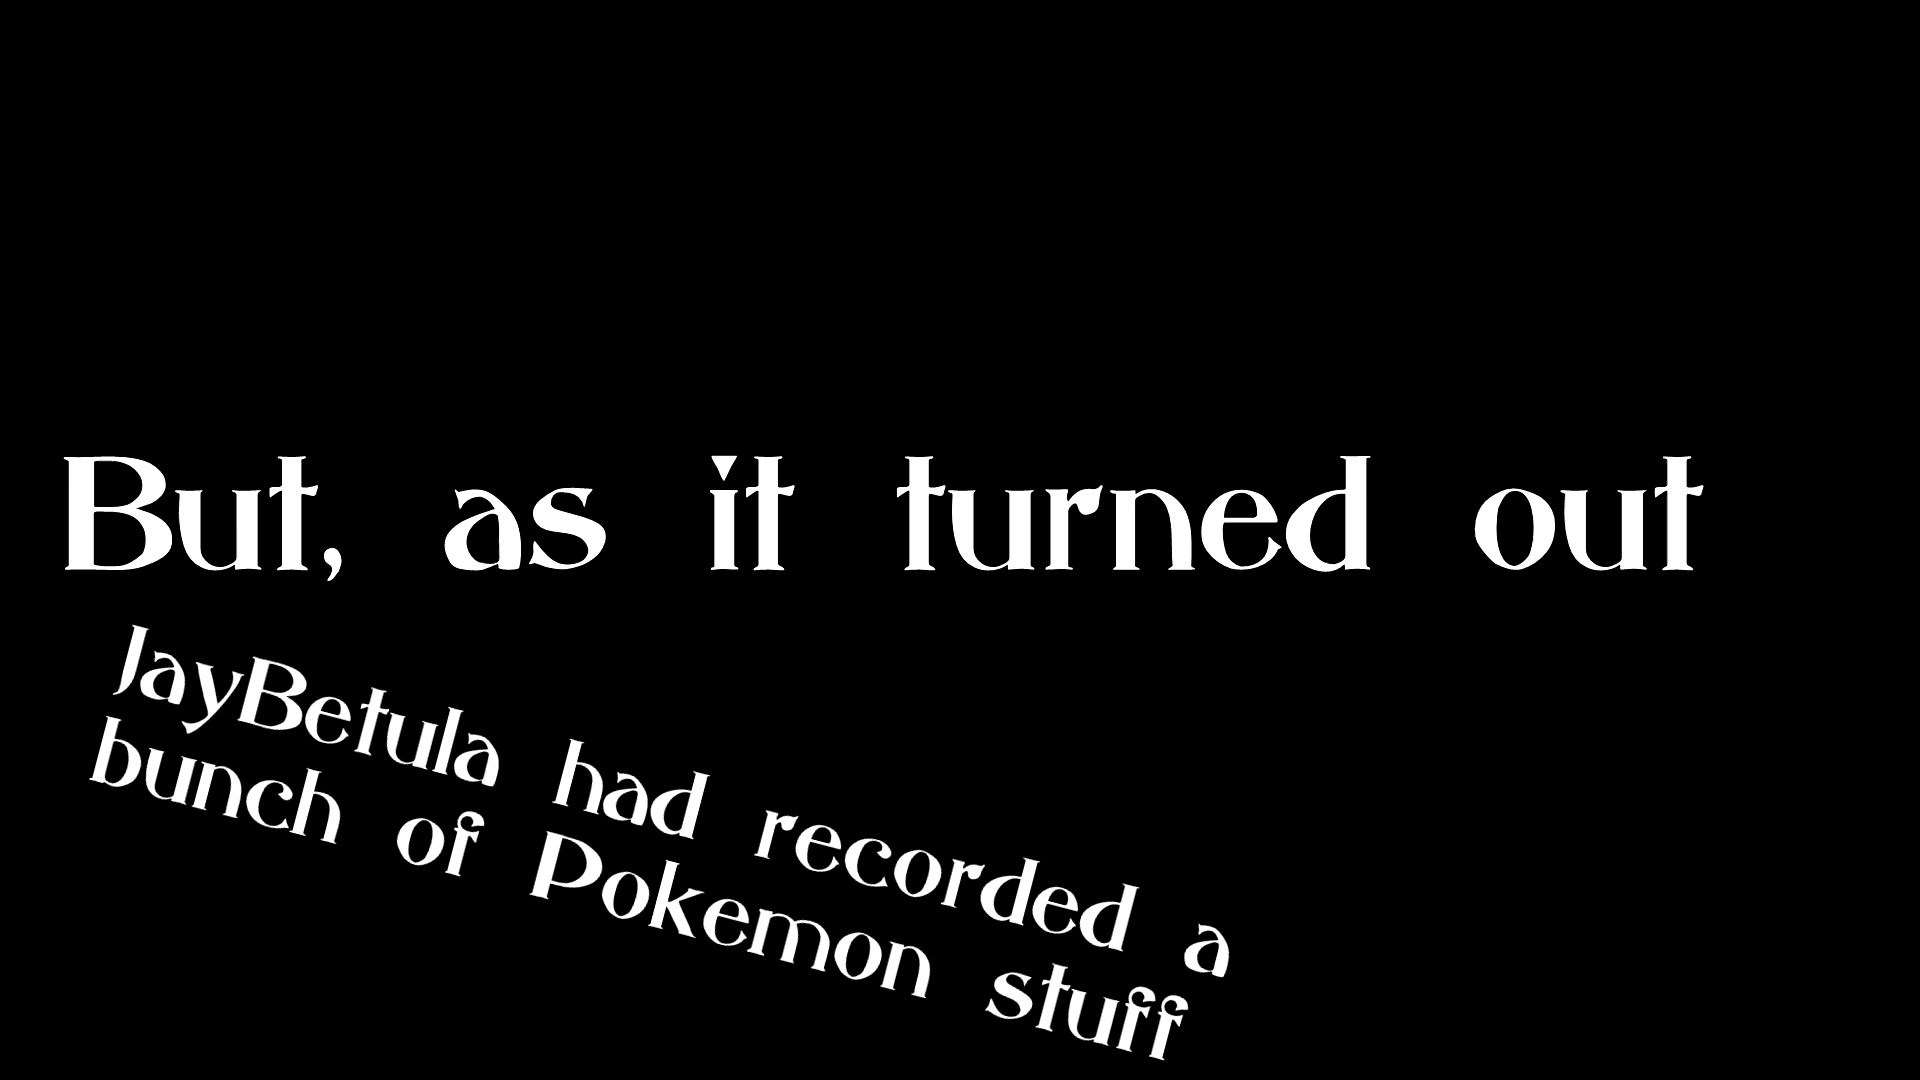 But, as it turned out
JayBetula had recorded a
bunch of Pokemon stuff